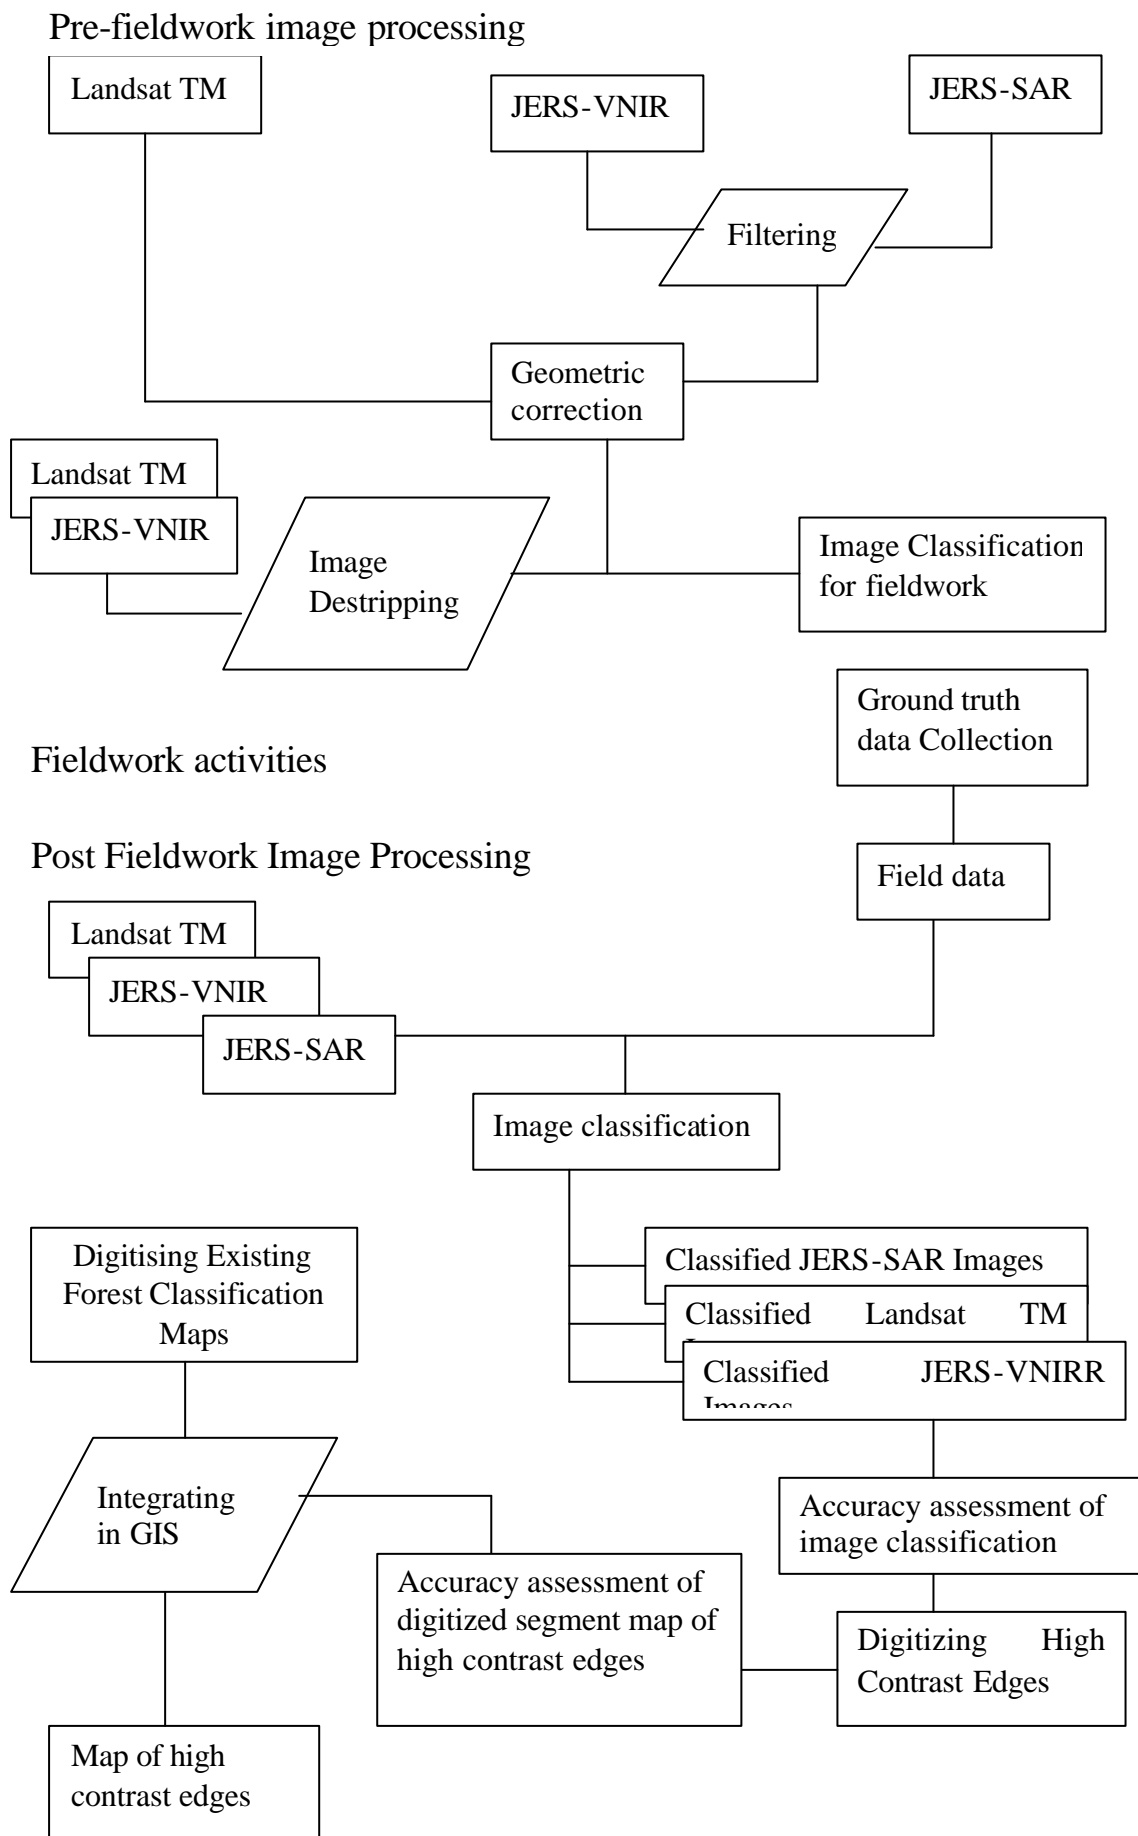 Pre-fieldwork image processing
Landsat TM
JERS-VNIR
JERS-SAR
Filtering
Geometric
correction
Landsat TM
JERS-VNIR
Image
Destripping
Image Classification
for fieldwork
Ground truth
data Collection
Fieldwork activities
Post Fieldwork Image Processing
Field data
Landsat TM
JERS-VNIR
JERS-SAR
Image classification
Digitising Existing
Forest Classification
Maps
Classified JERS-SAR Images
Classified Landsat TM
Classified JERS-VNIRR
Images
Integrating
in GIS
Accuracy assessment of
image classification
Accuracy assessment of
digitized segment map of
high contrast edges
Digitizing High
Contrast Edges
Map of high
contrast edges